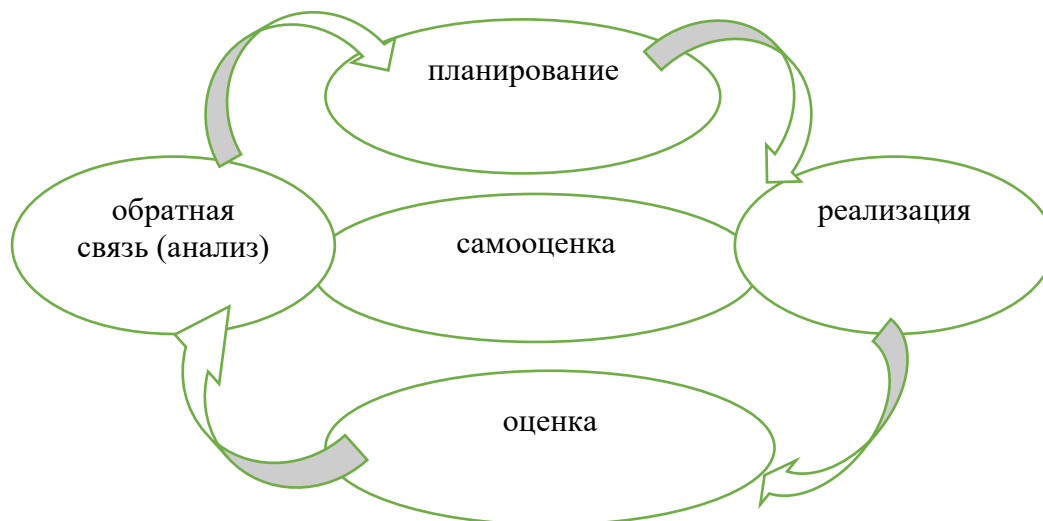 планирование
обратная
связь (анализ)
самооценка
реализация
оценка